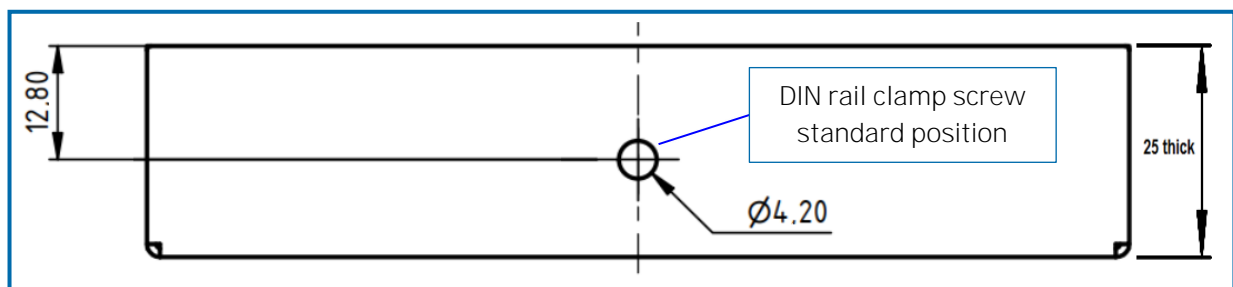 12.80
DIN rail clamp screw
standard position
25 thick
Ø4.20